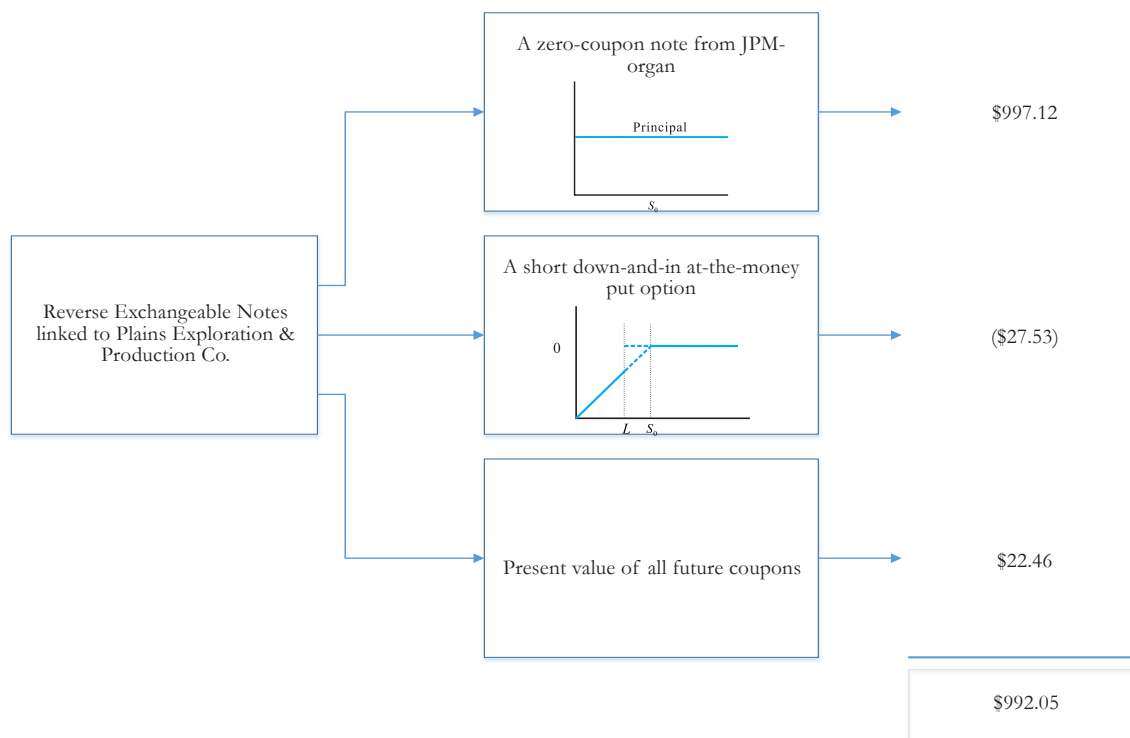 A zero-coupon note from JPM-
organ
Principal
S₀
$997.12
Reverse Exchangeable Notes
linked to Plains Exploration &
Production Co.
A short down-and-in at-the-money
put option
0
L S₀
($27.53)
Present value of all future coupons
$22.46
$992.05